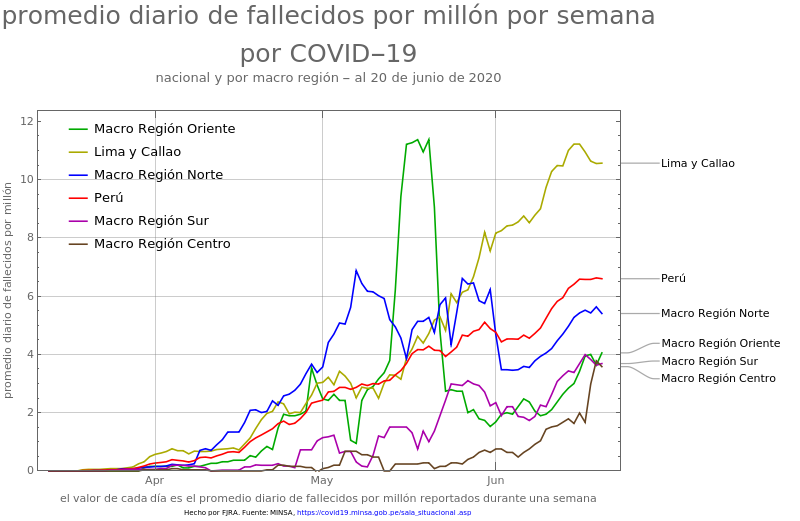 promedio diario de fallecidos por millón por semana
por COVID−19
nacional y por macro región − al 20 de junio de 2020
promedio diario de fallecidos por millón
12
10
8
6
4
2
0
Macro Región Oriente
Lima y Callao
Macro Región Norte
Perú
Macro Región Sur
Macro Región Centro
Lima y Callao
Perú
Macro Región Norte
Macro Región Oriente
Macro Región Sur
Macro Región Centro
Apr May Jun
el valor de cada día es el promedio diario de fallecidos por millón reportados durante una semana
Hecho por FJRA. Fuente: MINSA, https://covid19.minsa.gob.pe/sala_situacional.asp